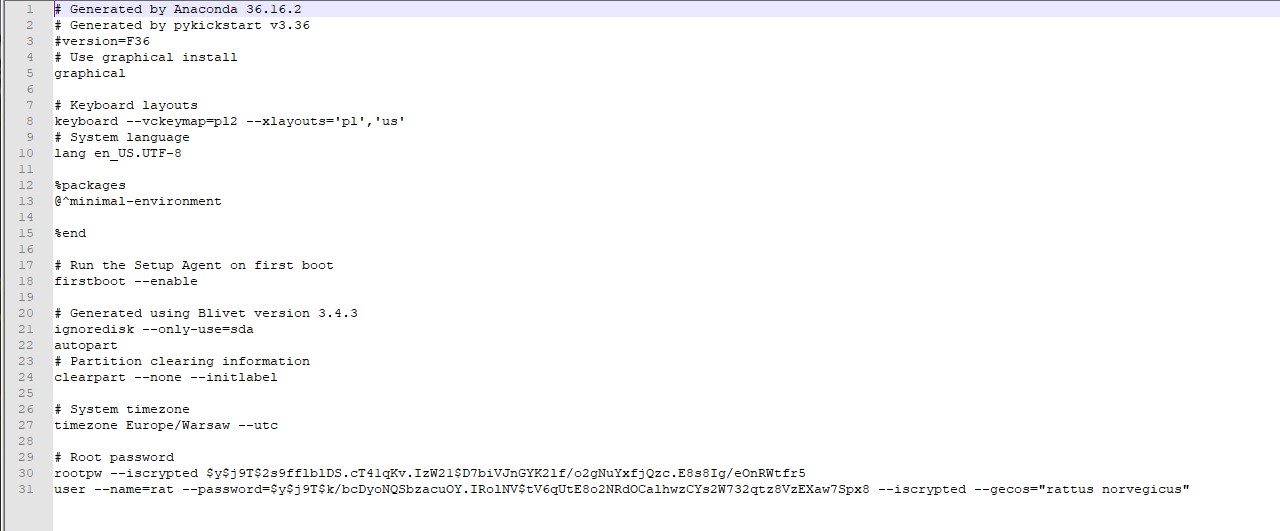 1 # Generated by Anaconda 36.16.2
2 # Generated by pykickstart v3.36
3 #version=F36
4 # Use graphical install
5 graphical
6
7 # Keyboard layouts
8 keyboard --vckeymap=pl2 --xlayouts='pl','us'
9 # System language
10 lang en_US.UTF-8
11
12 %packages
13 @^minimal-environment
14
15 %end
16
17 # Run the Setup Agent on first boot
18 firstboot --enable
19
20 # Generated using Blivet version 3.4.3
21 ignoredisk --only-use=sda
22 autopart
23 # Partition clearing information
24 clearpart --none --initlabel
25
26 # System timezone
27 timezone Europe/Warsaw --utc
28
29 # Root password
30 rootpw --iscrypted $y$j9T$2s9fflblDS.cT4lqKv.IzW21$D7biVJnGYK2lf/o2gNuYxfjQzc.E8s8Ig/eOnRWtfr5
31 user --name=rat --password=$y$j9T$k/bcDyoNQSbzacuOY.IRolNV$tV6qUtE8o2NRdOCalhwzCYs2W732qtz8VzEXaw7Spx8 --iscrypted --gecos="rattus norvegicus"